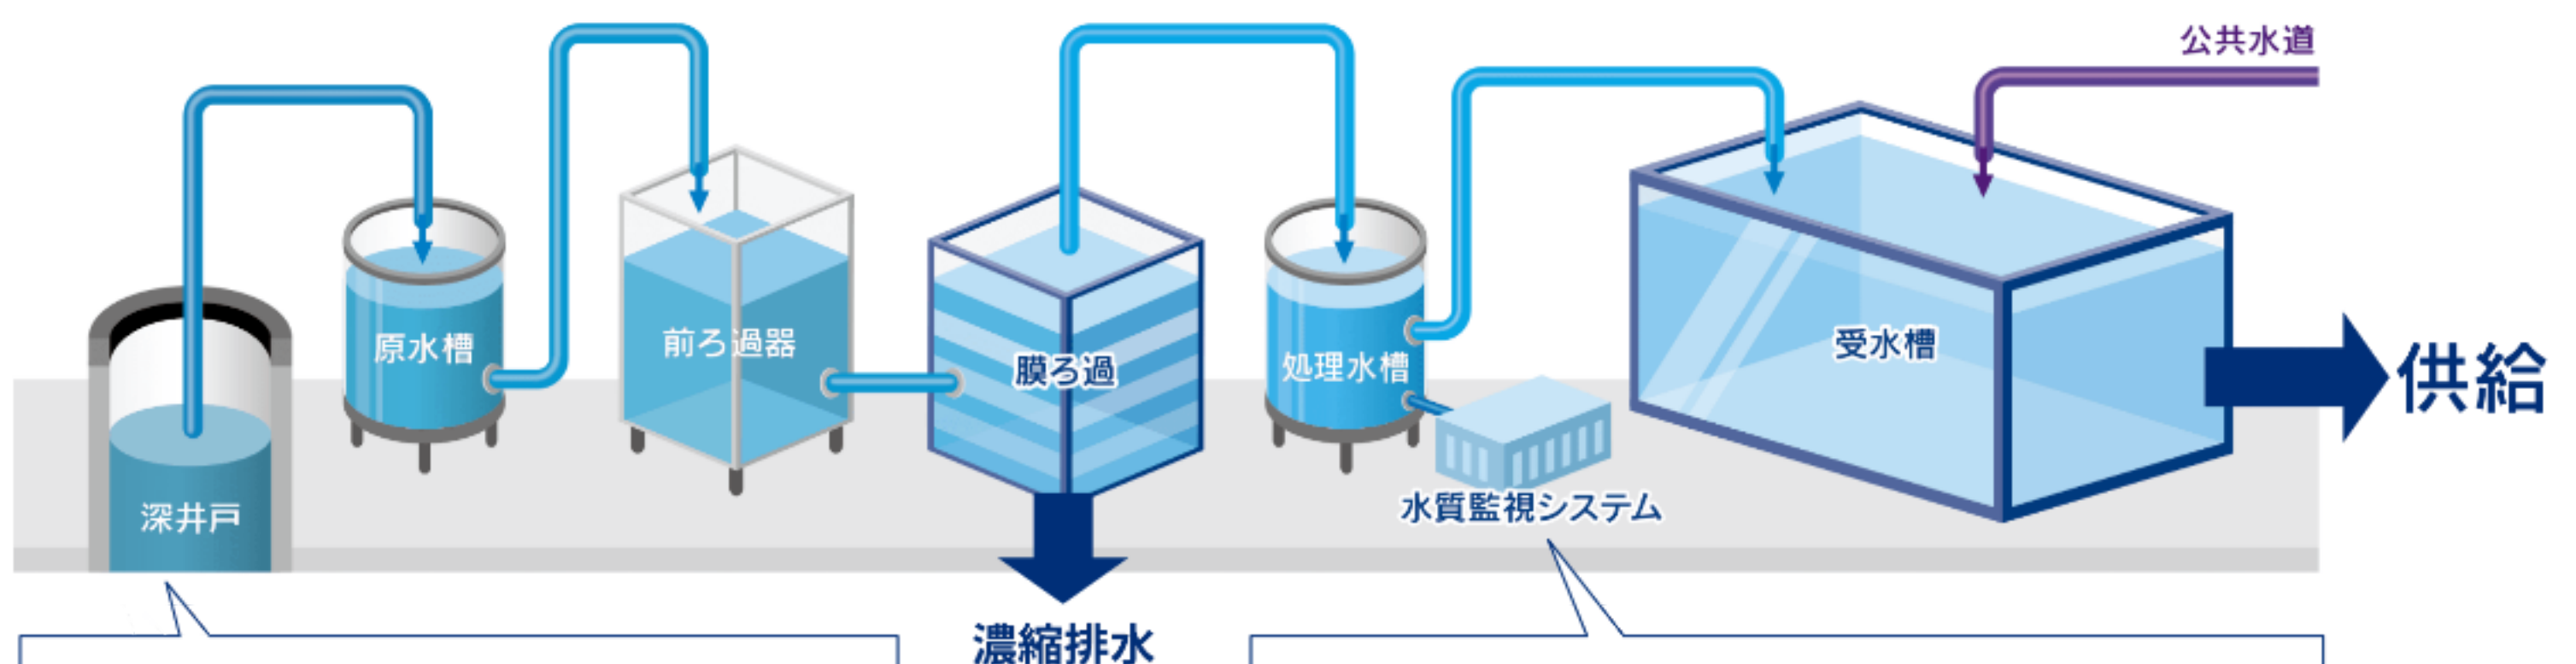 公共水道
原水槽
前ろ過器
膜ろ過
処理水槽
受水槽
供給
深井戸
水質監視システム
濃縮排水